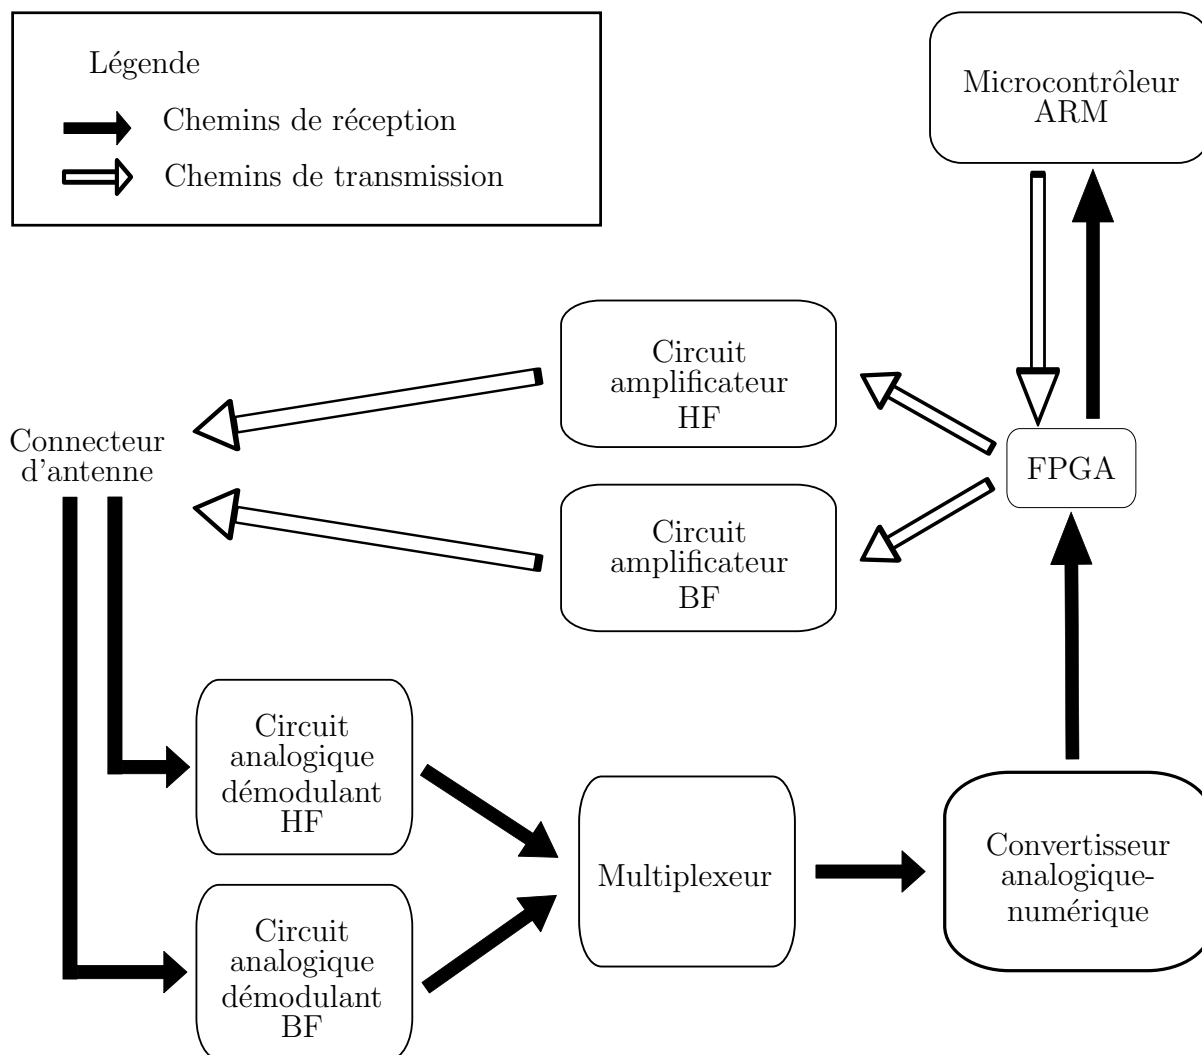 Légende
Chemins de réception
Chemins de transmission
Microcontrôleur
ARM
Circuit
amplificateur
HF
Connecteur
d'antenne
FPGA
Circuit
amplificateur
BF
Circuit
analogique
démodulant
HF
Multiplexeur
Convertisseur
analogique-
numérique
Circuit
analogique
démodulant
BF